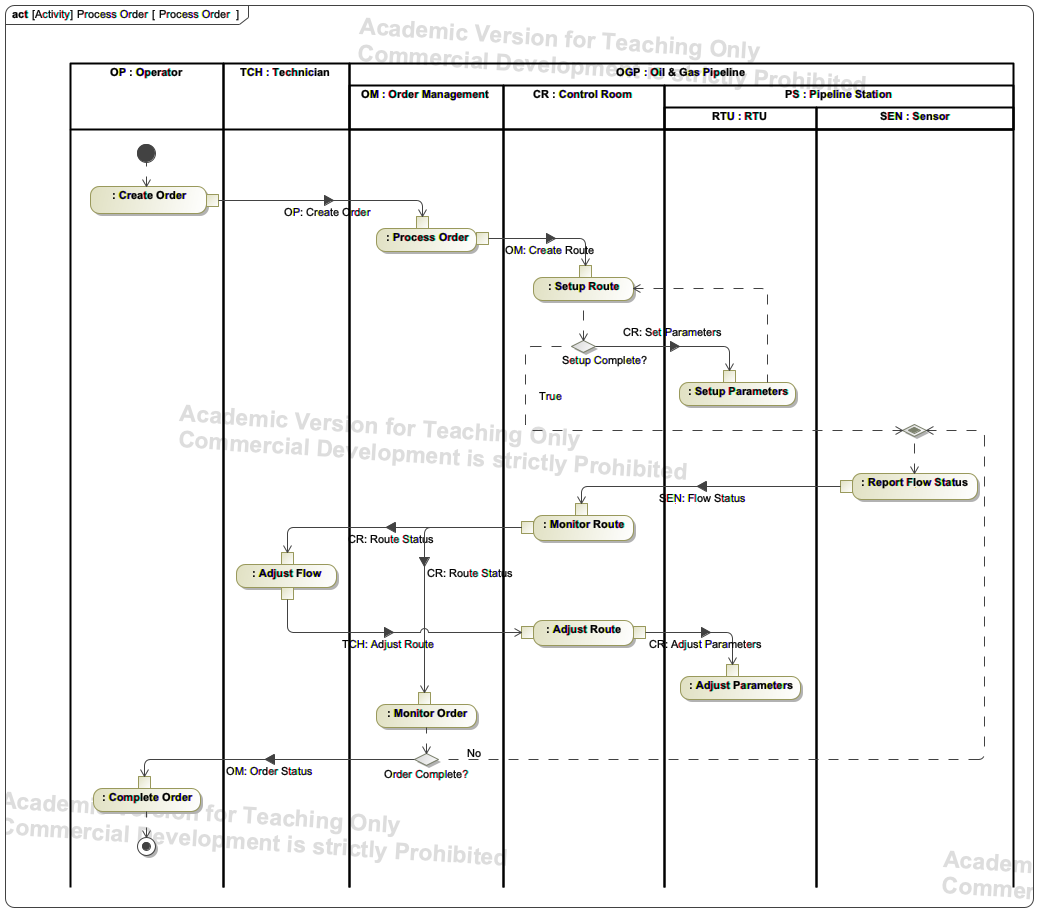 act [Activity] Process Order [ Process Order ]
Academic Version for Teaching Only
Commercial Development is strictly Prohibited
OP : Operator
TCH : Technician
OGP : Oil & Gas Pipeline
OM : Order Management
CR : Control Room
PS : Pipeline Station
RTU : RTU
SEN : Sensor
: Create Order
OP: Create Order
: Process Order
OM: Create Route
: Setup Route
CR: Set Parameters
Setup Complete?
: Setup Parameters
True
Academic Version for Teaching Only
Commercial Development is strictly Prohibited
: Report Flow Status
SEN: Flow Status
: Monitor Route
CR: Route Status
: Adjust Flow
CR: Route Status
: Adjust Route
TCH: Adjust Route
CR: Adjust Parameters
: Adjust Parameters
: Monitor Order
No
OM: Order Status
Order Complete?
: Complete Order
Academic Version for Teaching Only
Commercial Development is strictly Prohibited
Academ
Commer